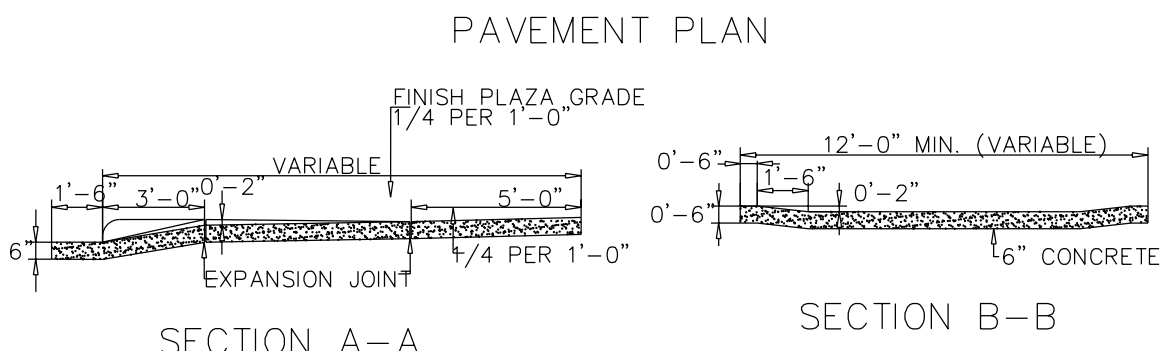 PAVEMENT PLAN
FINISH PLAZA GRADE
1/4 PER 1'-0"
VARIABLE
1'-6"
3'-0"
0'-2"
5'-0"
6"
1/4 PER 1'-0"
EXPANSION JOINT
SECTION A-A
12'-0" MIN. (VARIABLE)
0'-6"
1'-6"
0'-2"
0'-6"
6" CONCRETE
SECTION B-B